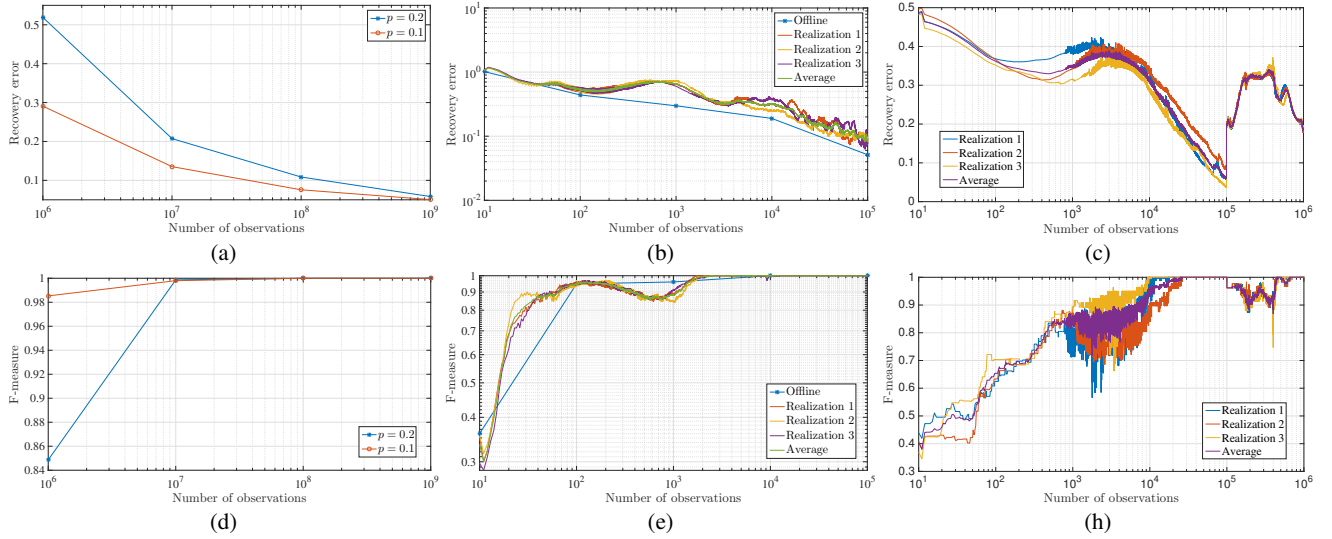 0.5
0.4
0.3
0.2
0.1
Recovery error
p = 0.2
p = 0.1
10^6
10^7
10^8
10^9
Number of observations
(a)
10^1
10^0
10^-1
10^-2
Recovery error
Offline
Realization 1
Realization 2
Realization 3
Average
10^1
10^2
10^3
10^4
10^5
Number of observations
(b)
0.5
0.4
0.3
0.2
0.1
0
Recovery error
Realization 1
Realization 2
Realization 3
Average
10^1
10^2
10^3
10^4
10^5
10^6
Number of observations
(c)
1
0.98
0.96
0.94
0.92
0.9
0.88
0.86
0.84
F-measure
p = 0.2
p = 0.1
10^6
10^7
10^8
10^9
Number of observations
(d)
1
0.9
0.8
0.7
0.6
0.5
0.4
0.3
F-measure
Offline
Realization 1
Realization 2
Realization 3
Average
10^1
10^2
10^3
10^4
10^5
Number of observations
(e)
1
0.9
0.8
0.7
0.6
0.5
0.4
0.3
F-measure
Realization 1
Realization 2
Realization 3
Average
10^1
10^2
10^3
10^4
10^5
10^6
Number of observations
(h)